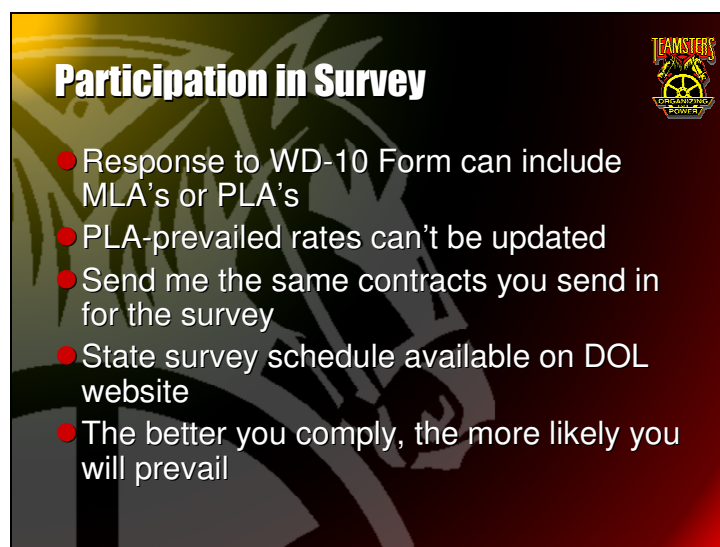 TEAMSTERS
ORGANIZING
POWER
Participation in Survey
Response to WD-10 Form can include
MLA's or PLA's
PLA-prevailed rates can't be updated
Send me the same contracts you send in
for the survey
State survey schedule available on DOL
website
The better you comply, the more likely you
will prevail